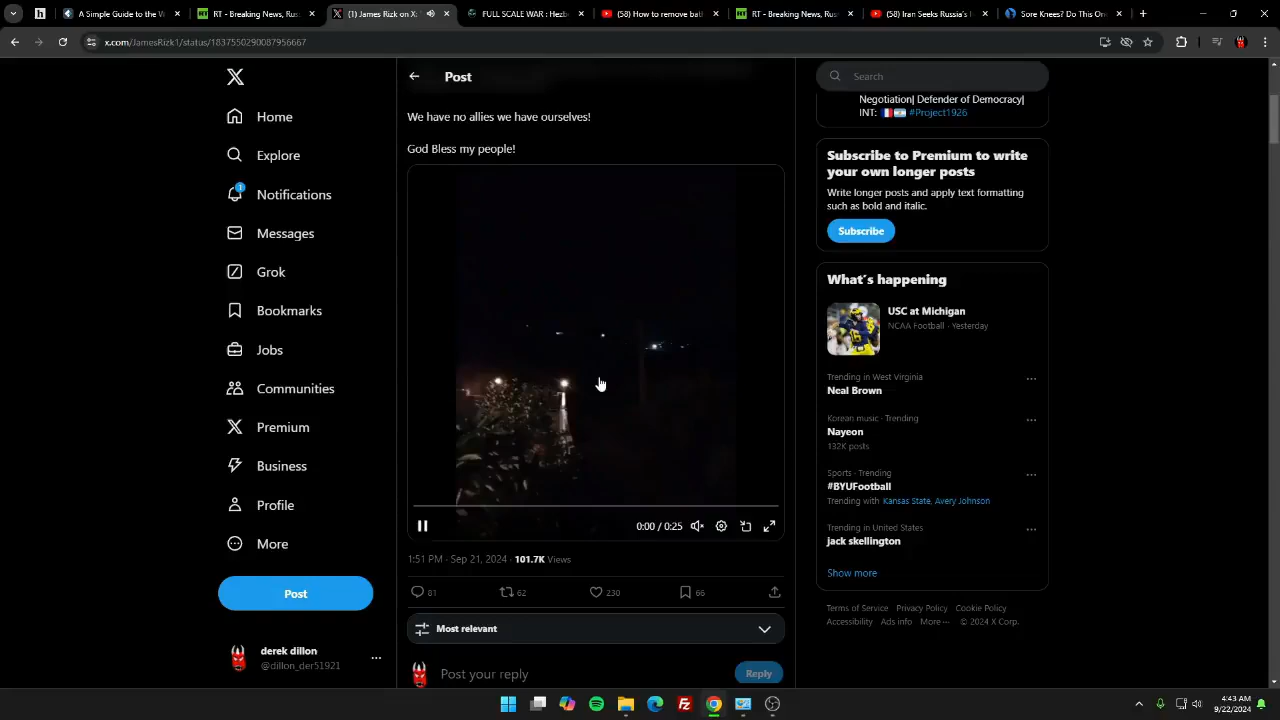 A Simple Guide to the V
RT - Breaking News, Rus
(1) James Rizk on X
FULL SCALE WAR : Hezb
(58) How to remove bat
RT - Breaking News, Rus
(58) Iran Seeks Russia's
Sore Knees? Do This On
x.com/JamesRizk1/status/1837550290087956667
Home
Explore
1
Notifications
Messages
Grok
Bookmarks
Jobs
Communities
Premium
Business
Profile
More
Post
derek dillon
@dillon_der51921
Post
We have no allies we have ourselves!
God Bless my people!
0:00 / 0:25
1:51 PM · Sep 21, 2024 · 101.7K Views
81
62
230
66
Most relevant
Post your reply
Reply
Search
Negotiation| Defender of Democracy|
INT: #Project1926
Subscribe to Premium to write
your own longer posts
Write longer posts and apply text formatting
such as bold and italic.
Subscribe
What's happening
USC at Michigan
NCAA Football · Yesterday
Trending in West Virginia
Neal Brown
Korean music · Trending
Nayeon
132K posts
Sports · Trending
#BYUFootball
Trending with Kansas State, Avery Johnson
Trending in United States
jack skellington
Show more
Terms of Service Privacy Policy Cookie Policy
Accessibility Ads info More ··· © 2024 X Corp.
4:43 AM
9/22/2024